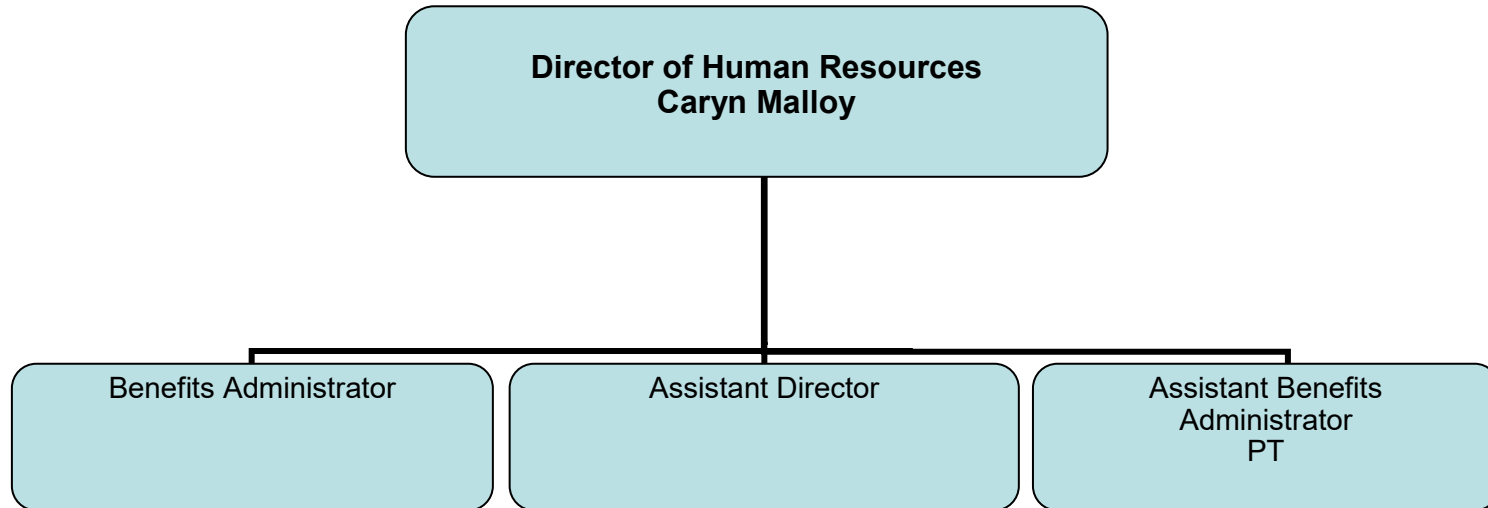 Director of Human Resources
Caryn Malloy
Benefits Administrator
Assistant Director
Assistant Benefits
Administrator
PT